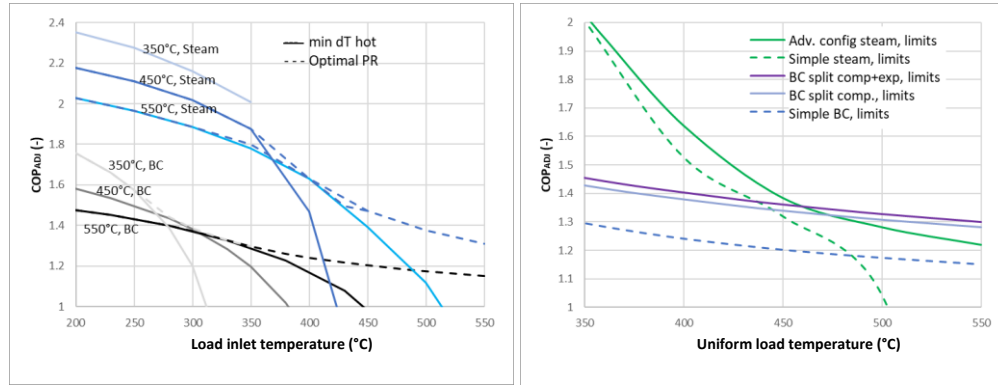 2.4
2.2
2
1.8
1.6
1.4
1.2
1
COP_ADJ (-)
350°C, Steam
450°C, Steam
550°C, Steam
350°C, BC
450°C, BC
550°C, BC
min dT hot
Optimal PR
200 250 300 350 400 450 500 550
Load inlet temperature (°C)
2
1.9
1.8
1.7
1.6
1.5
1.4
1.3
1.2
1.1
1
COP_ADJ (-)
Adv. config steam, limits
Simple steam, limits
BC split comp+exp, limits
BC split comp., limits
Simple BC, limits
350 400 450 500 550
Uniform load temperature (°C)